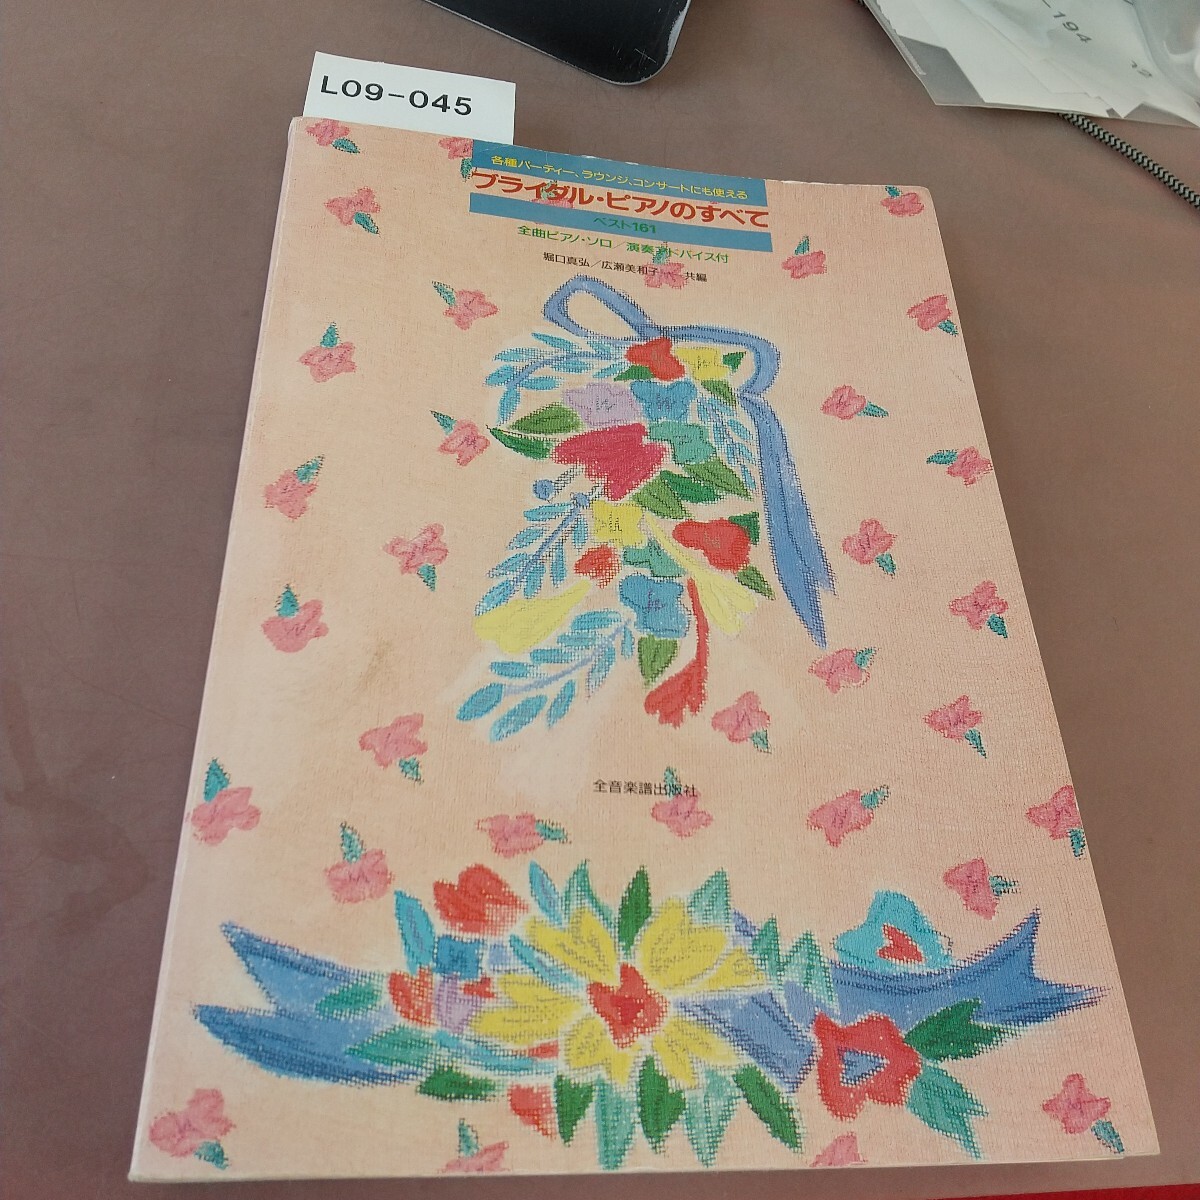 L09-045
-194
12
各種パーティー、ラウンジ、コンサートにも使える
ブライダル・ピアノのすべて
ベスト161
全曲ピアノ・ソロ/演奏アドバイス付
堀口真弘/広瀬美和子 共編
全音楽譜出版社